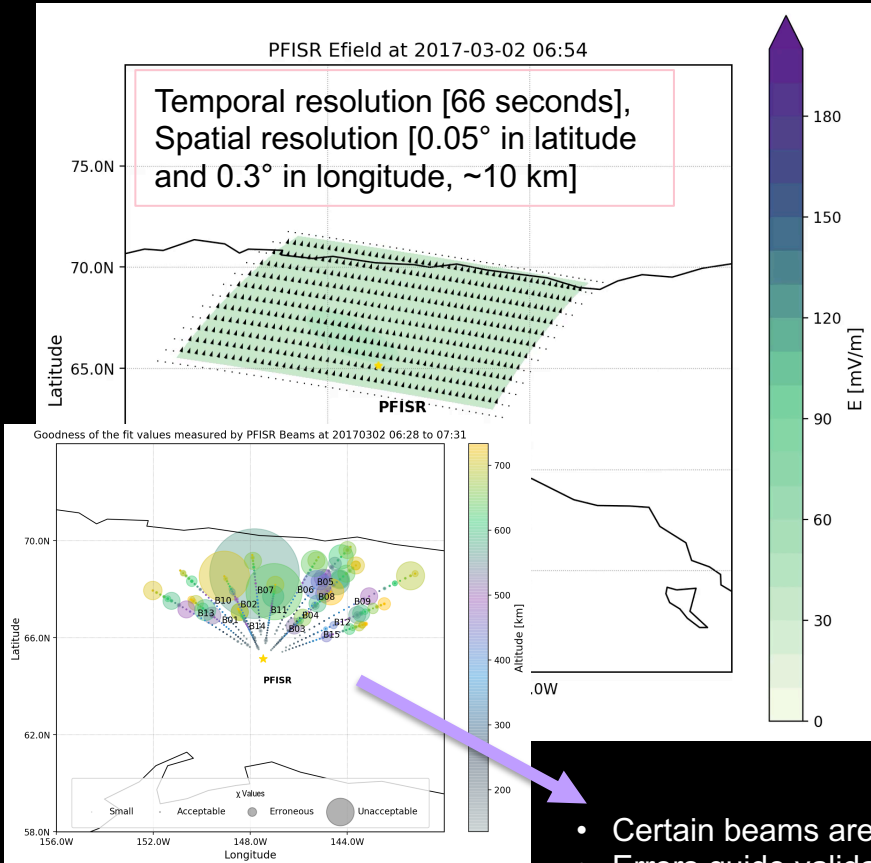 PFISR Efield at 2017-03-02 06:54
Temporal resolution [66 seconds],
Spatial resolution [0.05° in latitude
and 0.3° in longitude, ~10 km]
75.0N
70.0N
65.0N
Latitude
PFISR
.0W
180
150
120
90
60
30
0
E [mV/m]
Goodness of the fit values measured by PFISR Beams at 20170302 06:28 to 07:31
70.0N
66.0N
62.0N
58.0N
Latitude
156.0W
152.0W
148.0W
144.0W
Longitude
B05
B07
B06
B10
B02
B08
B09
B13
B01
B11
B04
B14
B03
B12
B15
PFISR
χ Values
Small
Acceptable
Erroneous
Unacceptable
700
600
500
400
300
200
Altitude [km]
• Certain beams are